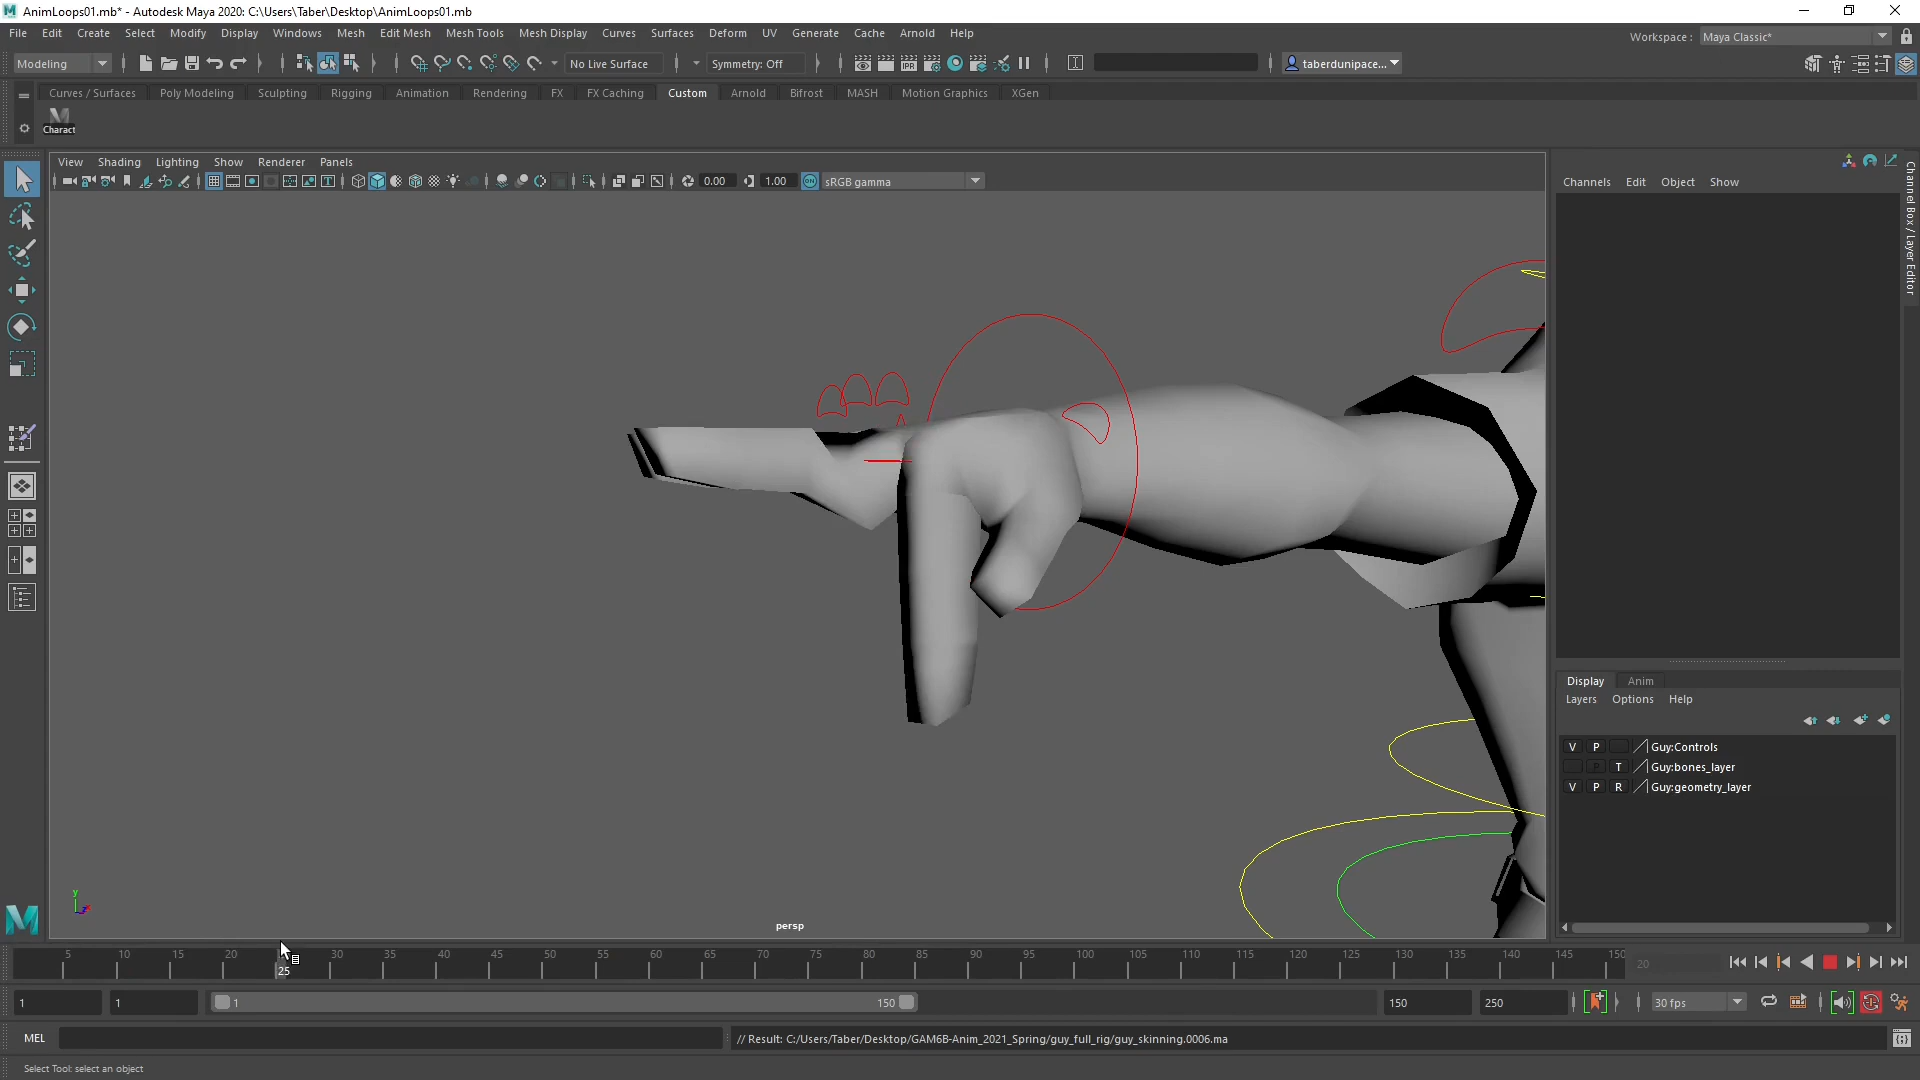 AnimLoops01.mb* - Autodesk Maya 2020: C:\Users\Taber\Desktop\AnimLoops01.mb
File Edit Create Select Modify Display Windows Mesh Edit Mesh Mesh Tools Mesh Display Curves Surfaces Deform UV Generate Cache Arnold Help
Workspace : Maya Classic*
Modeling No Live Surface Symmetry: Off taberdunipace...
Curves / Surfaces Poly Modeling Sculpting Rigging Animation Rendering FX FX Caching Custom Arnold Bifrost MASH Motion Graphics XGen
Charact
View Shading Lighting Show Renderer Panels
0.00 1.00 sRGB gamma
Channels Edit Object Show
Channel Box / Layer Editor
Display Anim
Layers Options Help
V P Guy:Controls
P T Guy:bones_layer
V P R Guy:geometry_layer
y
persp
5 10 15 20 30 35 40 45 50 55 60 65 70 75 80 85 90 95 100 105 110 115 120 125 130 135 140 145 150
25
20
1 1 1 150 150 250 30 fps
MEL // Result: C:/Users/Taber/Desktop/GAM6B-Anim_2021_Spring/guy_full_rig/guy_skinning.0006.ma
Select Tool: select an object